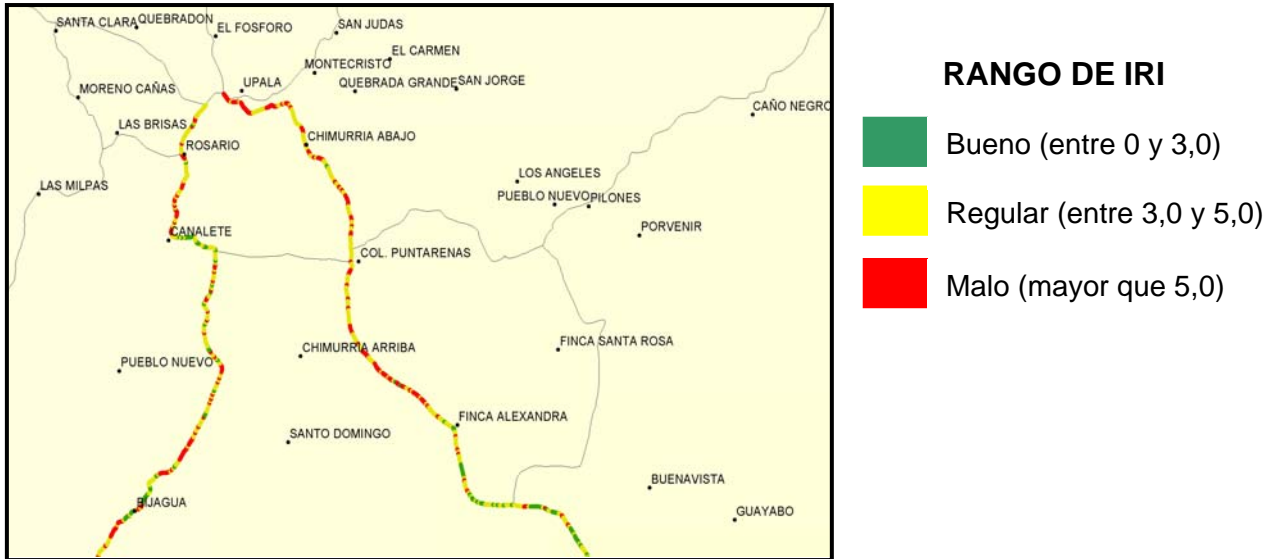 SANTA CLARA
QUEBRADON
EL FOSFORO
SAN JUDAS
EL CARMEN
MONTECRISTO
MORENO CAÑAS
UPALA
QUEBRADA GRANDE
SAN JORGE
CAÑO NEGRO
LAS BRISAS
CHIMURRIA ABAJO
ROSARIO
LAS MILPAS
LOS ANGELES
PUEBLO NUEVO
PILONES
CANALETE
PORVENIR
COL. PUNTARENAS
PUEBLO NUEVO
CHIMURRIA ARRIBA
FINCA SANTA ROSA
FINCA ALEXANDRA
SANTO DOMINGO
BUENAVISTA
BIJAGUA
GUAYABO
RANGO DE IRI
Bueno (entre 0 y 3,0)
Regular (entre 3,0 y 5,0)
Malo (mayor que 5,0)